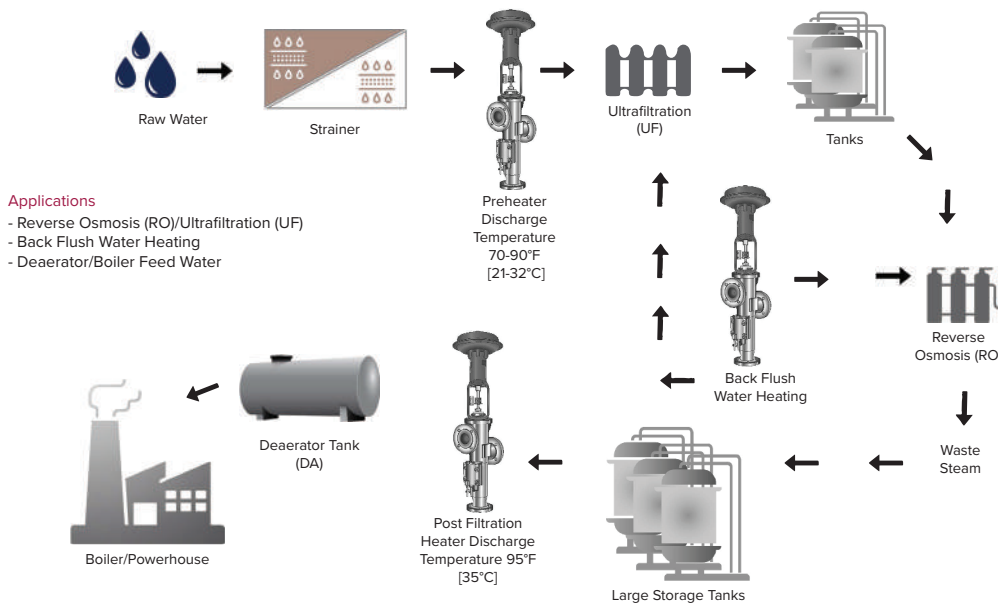 Raw Water
Strainer
Preheater
Discharge
Temperature
70-90°F
[21-32°C]
Ultrafiltration
(UF)
Tanks
Applications
- Reverse Osmosis (RO)/Ultrafiltration (UF)
- Back Flush Water Heating
- Deaerator/Boiler Feed Water
Reverse
Osmosis (RO
Back Flush
Water Heating
Waste
Steam
Large Storage Tanks
Post Filtration
Heater Discharge
Temperature 95°F
[35°C]
Deaerator Tank
(DA)
Boiler/Powerhouse